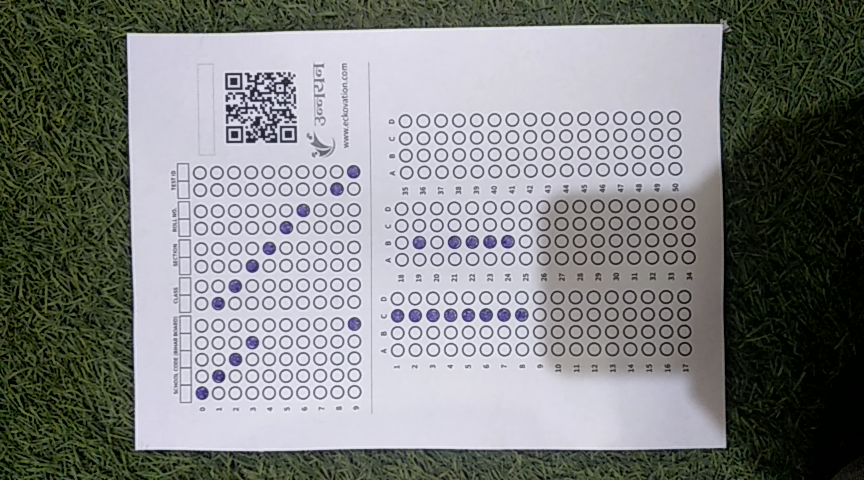 उन्नयन
www.eckovation.com
SCHOOL CODE (BIHAR BOARD) CLASS SECTION ROLL NO. TEST ID
0
1
2
3
4
5
6
7
8
9
A B C D A B C D A B C D
1 18 35
2 19 36
3 20 37
4 21 38
5 22 39
6 23 40
7 24 41
8 25 42
9 26 43
10 27 44
11 28 45
12 29 46
13 30 47
14 31 48
15 32 49
16 33 50
17 34